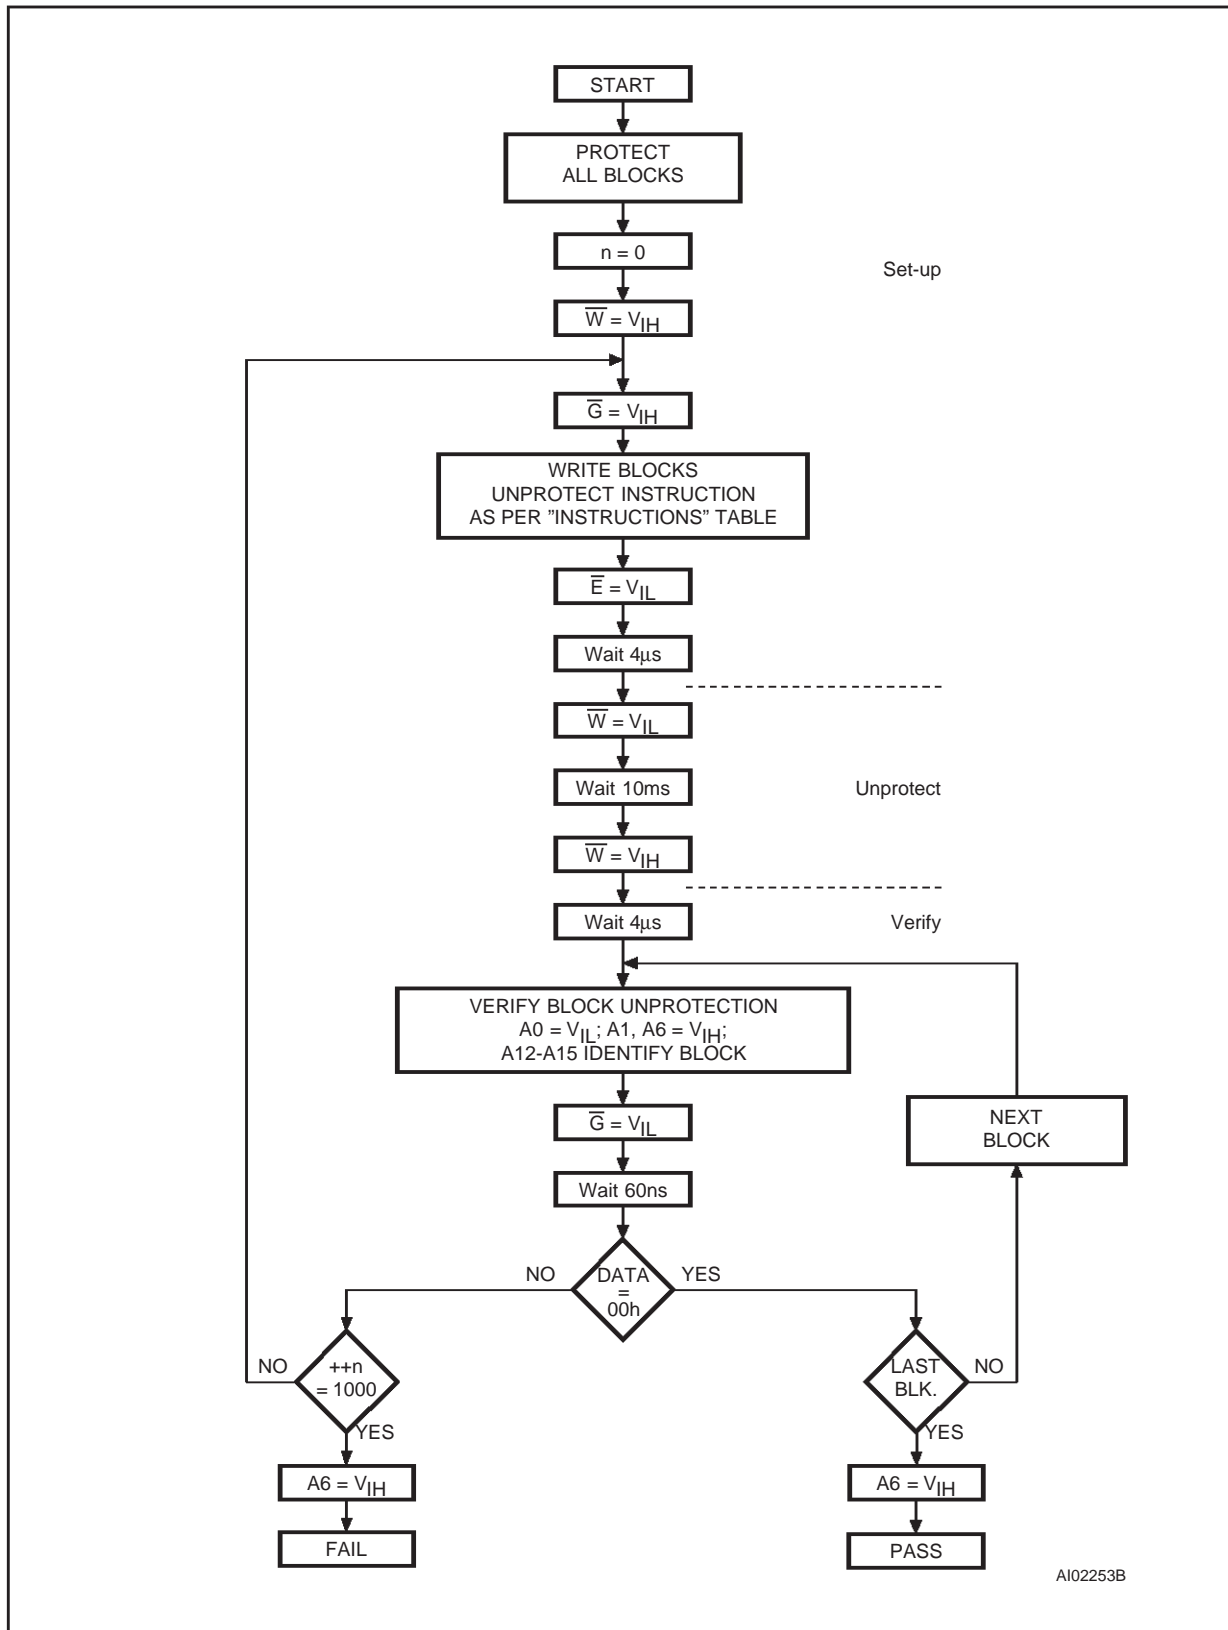 START
PROTECT
ALL BLOCKS
n = 0
Set-up
W̅ = VIH
G̅ = VIH
WRITE BLOCKS
UNPROTECT INSTRUCTION
AS PER ”INSTRUCTIONS” TABLE
E̅ = VIL
Wait 4µs
W̅ = VIL
Wait 10ms
Unprotect
W̅ = VIH
Wait 4µs
Verify
VERIFY BLOCK UNPROTECTION
A0 = VIL; A1, A6 = VIH;
A12-A15 IDENTIFY BLOCK
G̅ = VIL
NEXT
BLOCK
Wait 60ns
NO
DATA
=
00h
YES
NO
++n
= 1000
YES
LAST
BLK.
NO
YES
A6 = VIH
A6 = VIH
FAIL
PASS
AI02253B